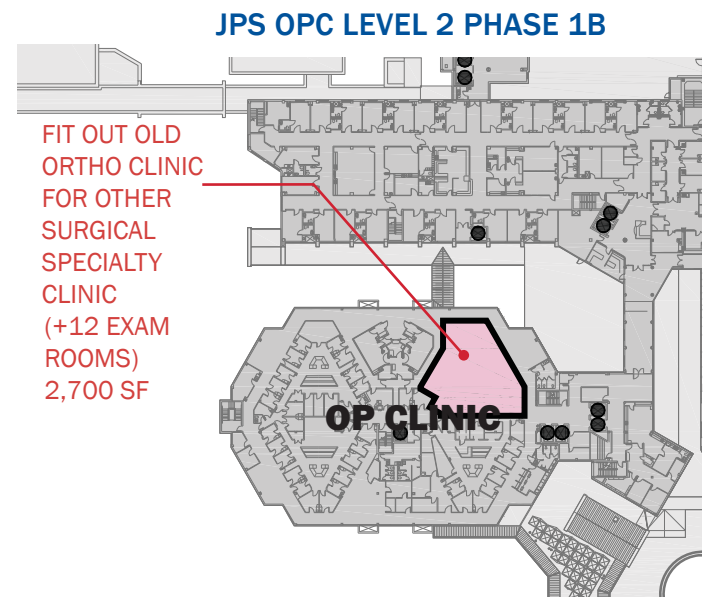 JPS OPC LEVEL 2 PHASE 1B
FIT OUT OLD
ORTHO CLINIC
FOR OTHER
SURGICAL
SPECIALTY
CLINIC
(+12 EXAM
ROOMS)
2,700 SF
OP CLINIC